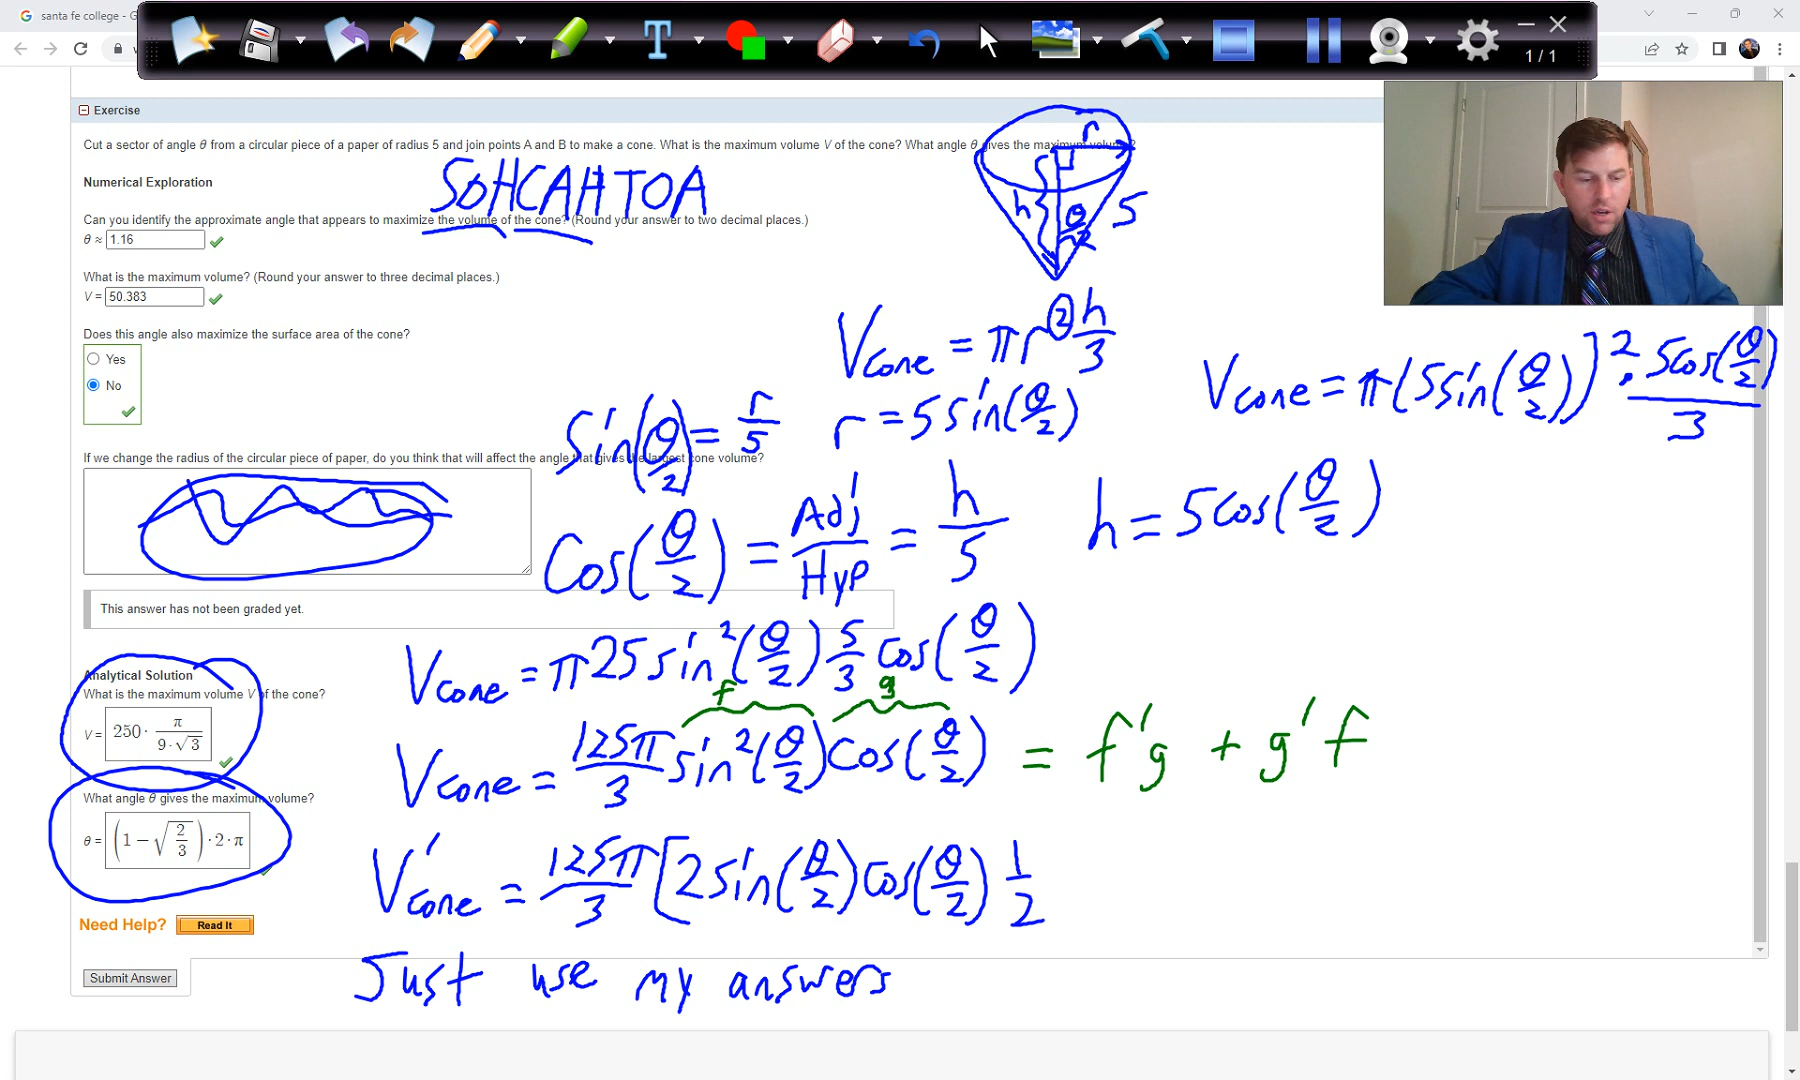 santa fe college - G
1 / 1
Exercise
Cut a sector of angle θ from a circular piece of a paper of radius 5 and join points A and B to make a cone. What is the maximum volume V of the cone? What angle θ gives the maximum volume?
Numerical Exploration
SOHCAHTOA
r
h
θ/2
5
Can you identify the approximate angle that appears to maximize the volume of the cone? (Round your answer to two decimal places.)
θ ≈ 1.16
What is the maximum volume? (Round your answer to three decimal places.)
V = 50.383
Does this angle also maximize the surface area of the cone?
Yes
No
Vcone = πr² h/3
Vcone = π(5sin(θ/2))² · 5cos(θ/2)/3
sin(θ/2) = r/5
r = 5sin(θ/2)
If we change the radius of the circular piece of paper, do you think that will affect the angle that gives the largest cone volume?
Cos(θ/2) = Adj/Hyp = h/5
h = 5cos(θ/2)
This answer has not been graded yet.
Vcone = π25sin²(θ/2) 5/3 cos(θ/2)
Analytical Solution
What is the maximum volume V of the cone?
V = 250 · π/(9·√3)
f
g
Vcone = 125π/3 sin²(θ/2) cos(θ/2) = f'g + g'f
What angle θ gives the maximum volume?
θ = (1 − √(2/3)) · 2 · π
V'cone = 125π/3 [2sin(θ/2)cos(θ/2) 1/2
Need Help? Read It
Submit Answer
Just use my answers